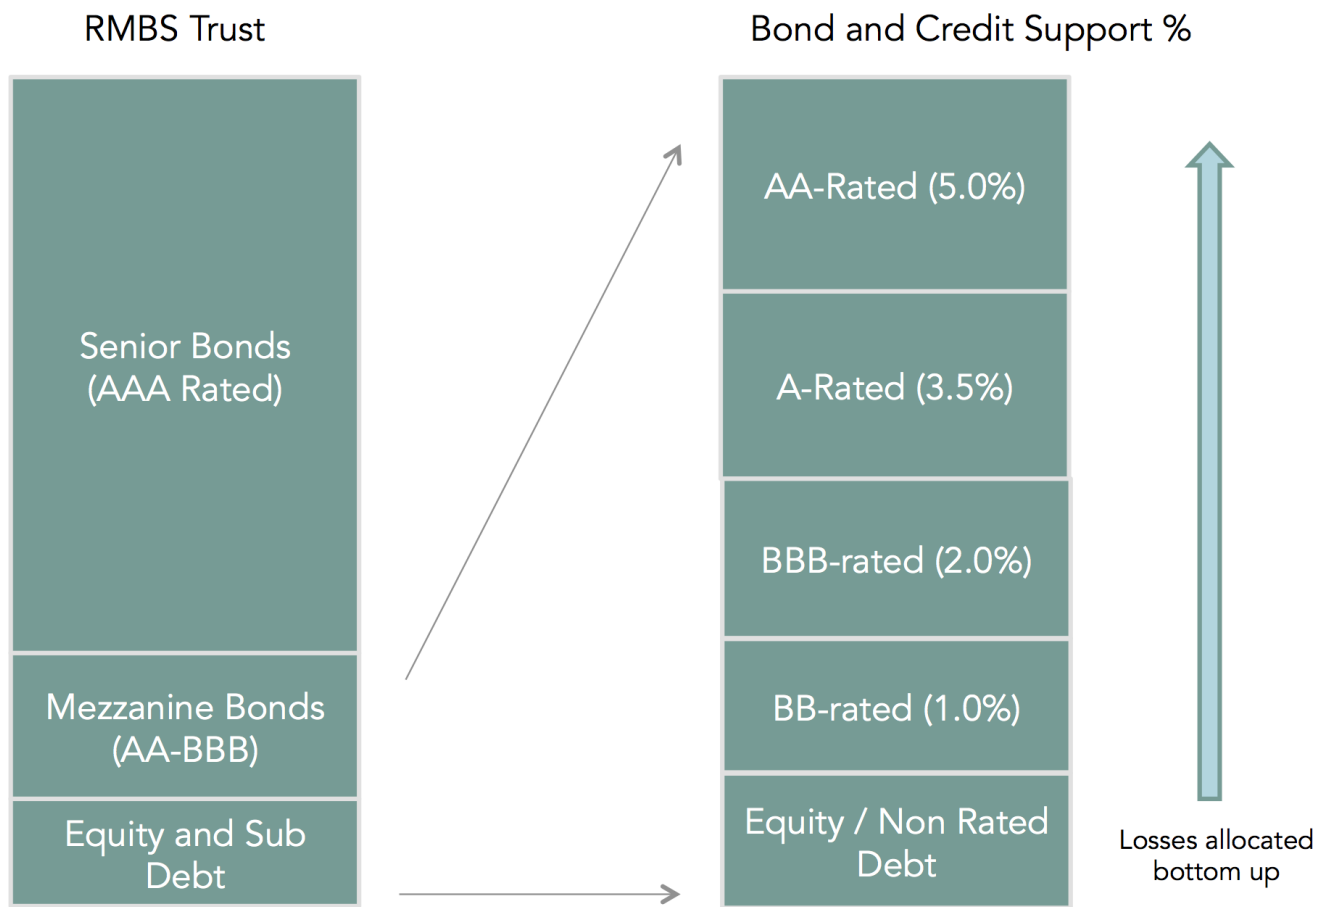 RMBS Trust
Bond and Credit Support %
Senior Bonds
(AAA Rated)
Mezzanine Bonds
(AA-BBB)
Equity and Sub
Debt
AA-Rated (5.0%)
A-Rated (3.5%)
BBB-rated (2.0%)
BB-rated (1.0%)
Equity / Non Rated
Debt
Losses allocated
bottom up